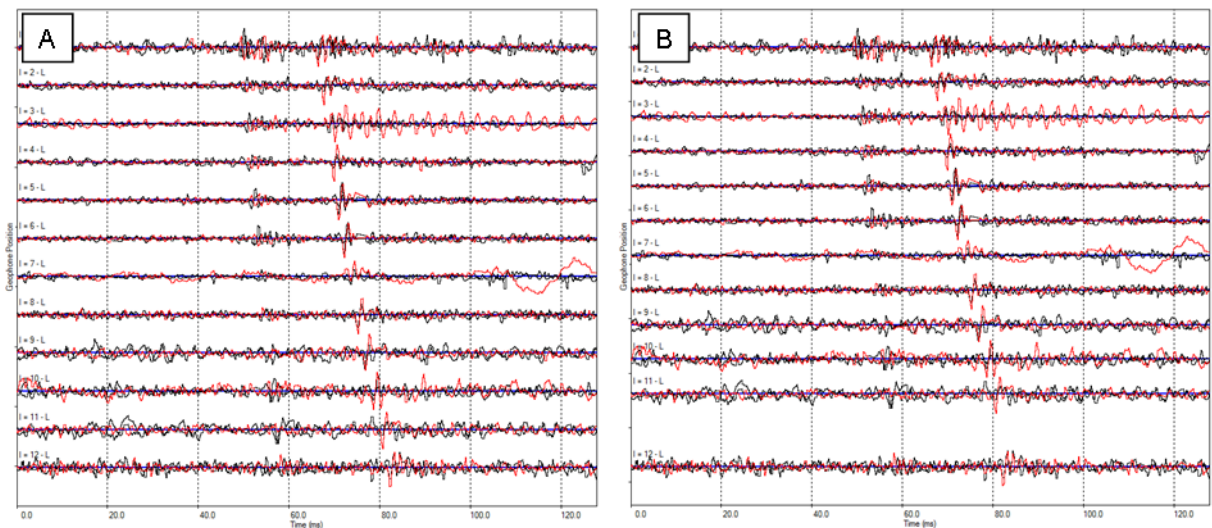 A
I = 2 - L
I = 3 - L
I = 4 - L
I = 5 - L
I = 6 - L
I = 7 - L
I = 8 - L
I = 9 - L
I = 10 - L
I = 11 - L
I = 12 - L
Geophone Position
0.0 20.0 40.0 60.0 80.0 100.0 120.0
Time (ms)
B
I = 2 - L
I = 3 - L
I = 4 - L
I = 5 - L
I = 6 - L
I = 7 - L
I = 8 - L
I = 9 - L
I = 10 - L
I = 11 - L
I = 12 - L
Geophone Position
0.0 20.0 40.0 60.0 80.0 100.0 120.0
Time (ms)